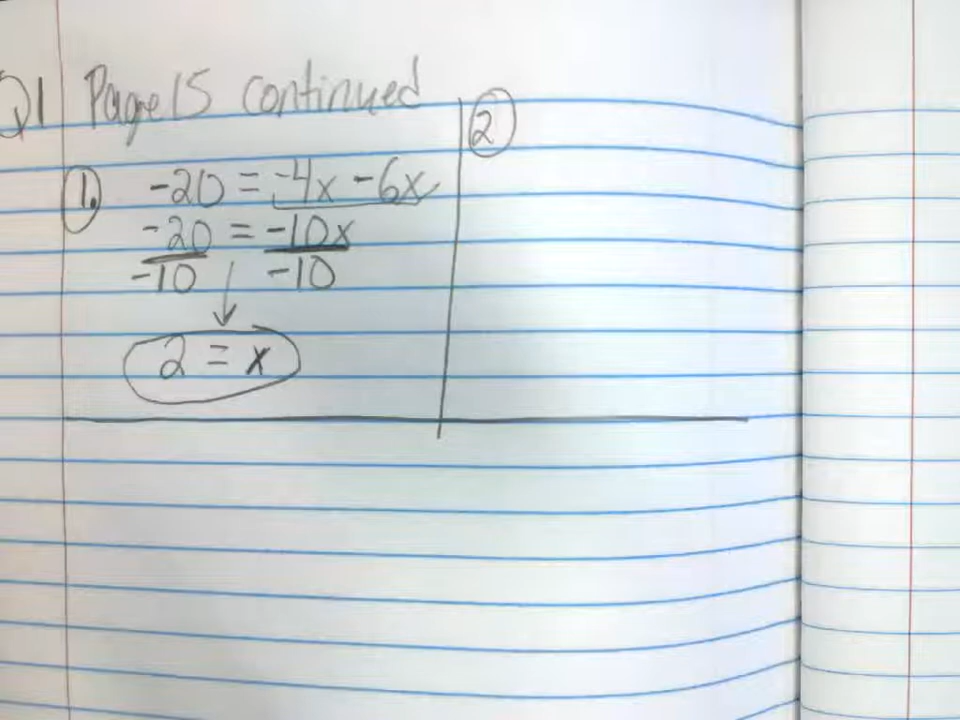 Q1 Page 15 continued
1. -20 = -4x - 6x
-20 = -10x
-10 -10
2 = x
2